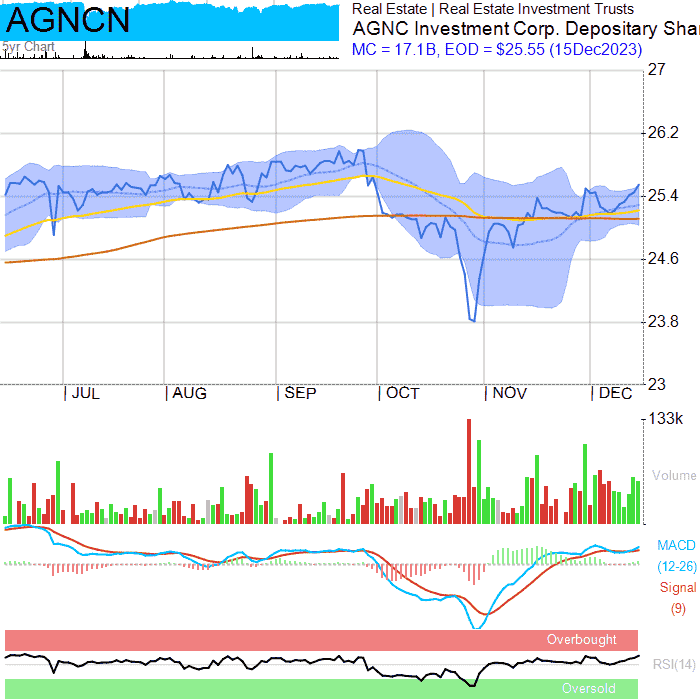 AGNCN
5yr Chart
Real Estate | Real Estate Investment Trusts
AGNC Investment Corp. Depositary Shar
MC = 17.1B, EOD = $25.55 (15Dec2023)
27
26.2
25.4
24.6
23.8
23
JUL AUG SEP OCT NOV DEC
133k
Volume
MACD
(12-26)
Signal
(9)
Overbought
RSI(14)
Oversold